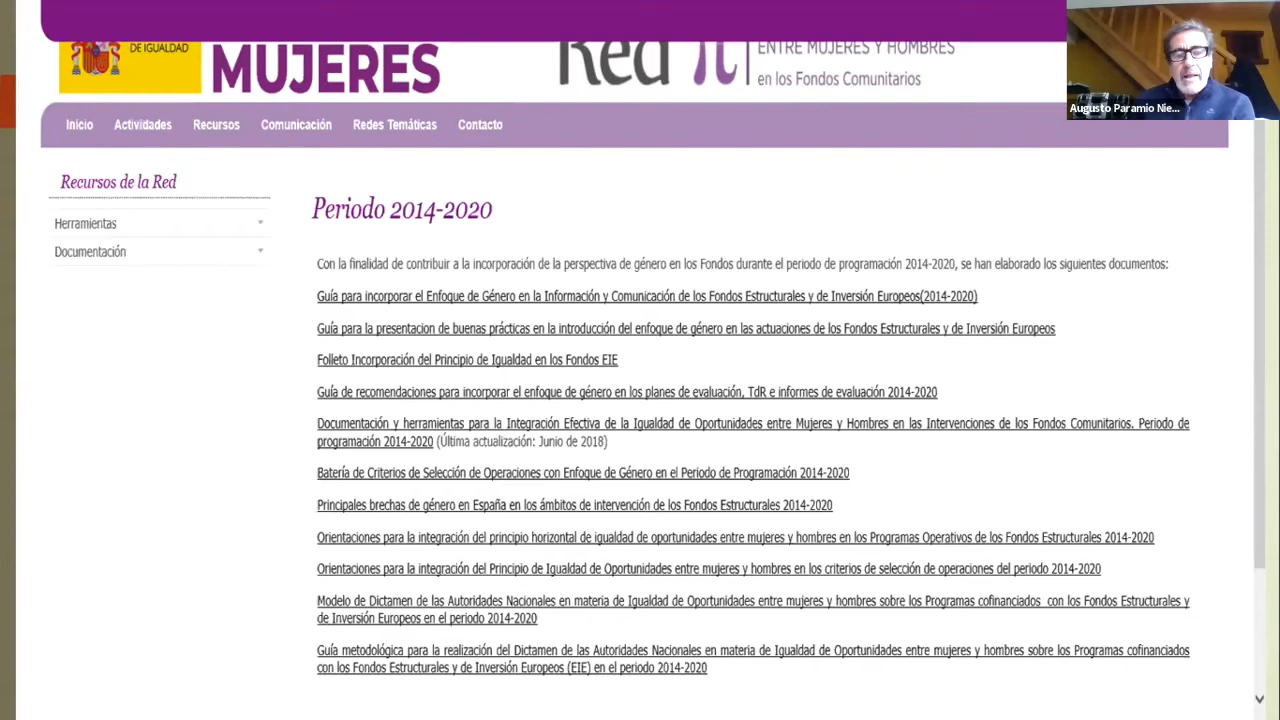 DE IGUALDAD
MUJERES
Red π
ENTRE MUJERES Y HOMBRES
en los Fondos Comunitarios
Augusto Paramio Nie...
Inicio Actividades Recursos Comunicación Redes Temáticas Contacto
Recursos de la Red
Herramientas
Documentación
Periodo 2014-2020
Con la finalidad de contribuir a la incorporación de la perspectiva de género en los Fondos durante el periodo de programación 2014-2020, se han elaborado los siguientes documentos:
Guía para incorporar el Enfoque de Género en la Información y Comunicación de los Fondos Estructurales y de Inversión Europeos(2014-2020)
Guía para la presentacion de buenas prácticas en la introducción del enfoque de género en las actuaciones de los Fondos Estructurales y de Inversión Europeos
Folleto Incorporación del Principio de Igualdad en los Fondos EIE
Guía de recomendaciones para incorporar el enfoque de género en los planes de evaluación, TdR e informes de evaluación 2014-2020
Documentación y herramientas para la Integración Efectiva de la Igualdad de Oportunidades entre Mujeres y Hombres en las Intervenciones de los Fondos Comunitarios. Periodo de
programación 2014-2020 (Última actualización: Junio de 2018)
Batería de Criterios de Selección de Operaciones con Enfoque de Género en el Periodo de Programación 2014-2020
Principales brechas de género en España en los ámbitos de intervención de los Fondos Estructurales 2014-2020
Orientaciones para la integración del principio horizontal de igualdad de oportunidades entre mujeres y hombres en los Programas Operativos de los Fondos Estructurales 2014-2020
Orientaciones para la integración del Principio de Igualdad de Oportunidades entre mujeres y hombres en los criterios de selección de operaciones del periodo 2014-2020
Modelo de Dictamen de las Autoridades Nacionales en materia de Igualdad de Oportunidades entre mujeres y hombres sobre los Programas cofinanciados con los Fondos Estructurales y
de Inversión Europeos en el periodo 2014-2020
Guía metodológica para la realización del Dictamen de las Autoridades Nacionales en materia de Igualdad de Oportunidades entre mujeres y hombres sobre los Programas cofinanciados
con los Fondos Estructurales y de Inversión Europeos (EIE) en el periodo 2014-2020